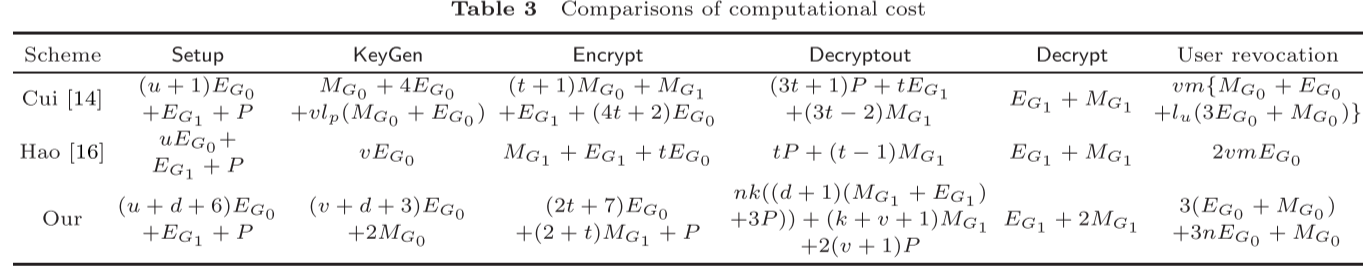 Table 3 Comparisons of computational cost
Scheme Setup KeyGen Encrypt Decryptout Decrypt User revocation
Cui [14] (u + 1)E_{G_0} +E_{G_1} + P M_{G_0} + 4E_{G_0} +vl_p(M_{G_0} + E_{G_0}) (t + 1)M_{G_0} + M_{G_1} +E_{G_1} + (4t + 2)E_{G_0} (3t + 1)P + tE_{G_1} +(3t − 2)M_{G_1} E_{G_1} + M_{G_1} vm{M_{G_0} + E_{G_0} +l_u(3E_{G_0} + M_{G_0})}
Hao [16] uE_{G_0}+ E_{G_1} + P vE_{G_0} M_{G_1} + E_{G_1} + tE_{G_0} tP + (t − 1)M_{G_1} E_{G_1} + M_{G_1} 2vmE_{G_0}
Our (u + d + 6)E_{G_0} +E_{G_1} + P (v + d + 3)E_{G_0} +2M_{G_0} (2t + 7)E_{G_0} +(2 + t)M_{G_1} + P nk((d + 1)(M_{G_1} + E_{G_1}) +3P)) + (k + v + 1)M_{G_1} +2(v + 1)P E_{G_1} + 2M_{G_1} 3(E_{G_0} + M_{G_0}) +3nE_{G_0} + M_{G_0}